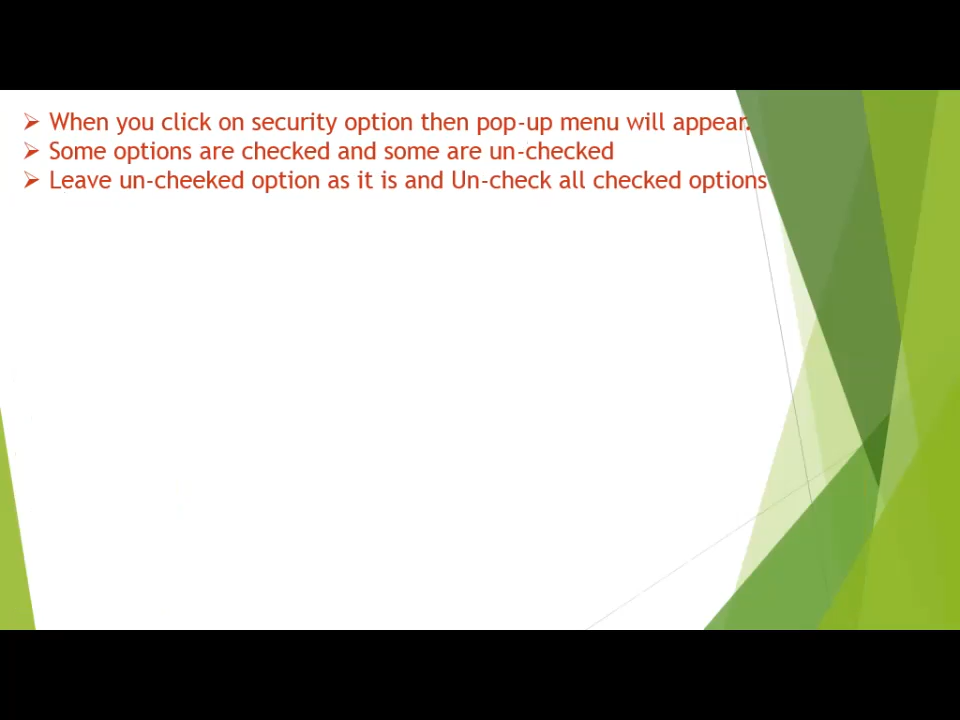 When you click on security option then pop-up menu will appear.
Some options are checked and some are un-checked
Leave un-cheeked option as it is and Un-check all checked options